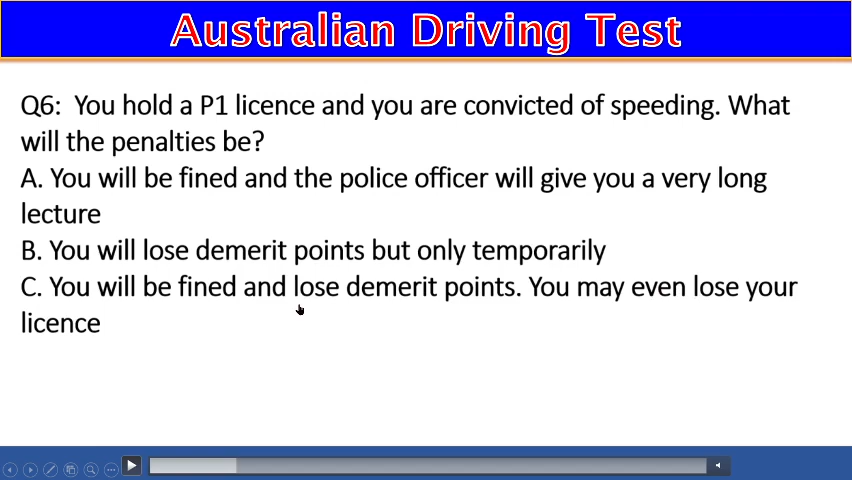 Australian Driving Test
Q6: You hold a P1 licence and you are convicted of speeding. What
will the penalties be?
A. You will be fined and the police officer will give you a very long
lecture
B. You will lose demerit points but only temporarily
C. You will be fined and lose demerit points. You may even lose your
licence